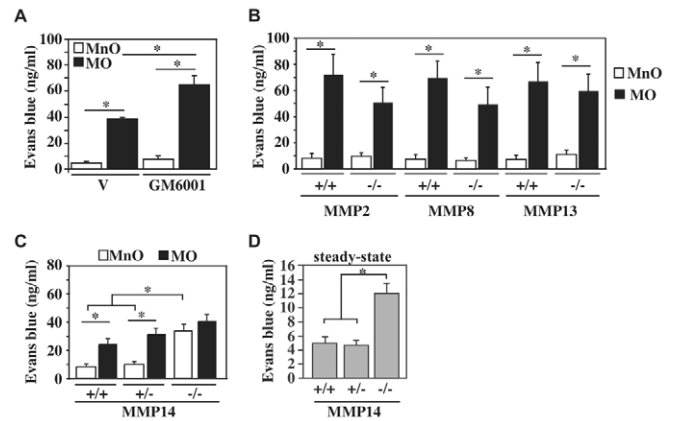 A
MnO
MO
Evans blue (ng/ml)
100
80
60
40
20
0
*
*
*
V
GM6001
B
Evans blue (ng/ml)
100
80
60
40
20
0
*
*
*
*
*
*
MnO
MO
+/+
-/-
+/+
-/-
+/+
-/-
MMP2
MMP8
MMP13
C
MnO
MO
Evans blue (ng/ml)
80
60
40
20
0
*
*
*
+/+
+/-
-/-
MMP14
D
steady-state
Evans blue (ng/ml)
16
14
12
10
8
6
4
2
0
*
+/+
+/-
-/-
MMP14